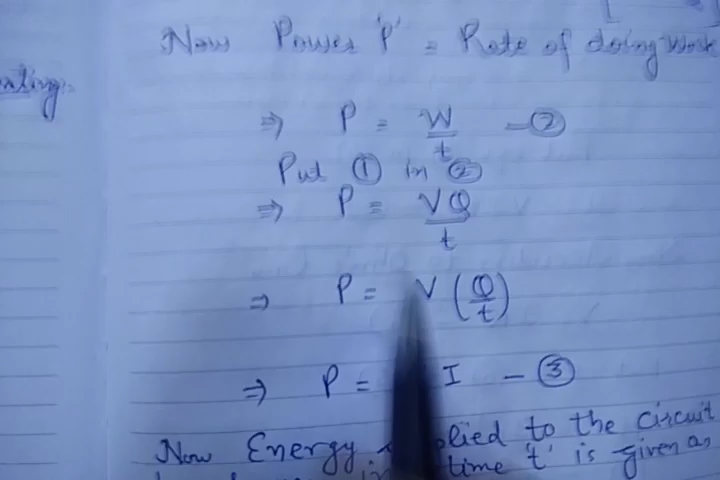 Now Power 'P' = Rate of doing work
⇒ P = W/t - ②
Put ① in ②
⇒ P = VQ/t
⇒ P = V (Q/t)
⇒ P = I - ③
Now Energy plied to the circuit
in time 't' is given as